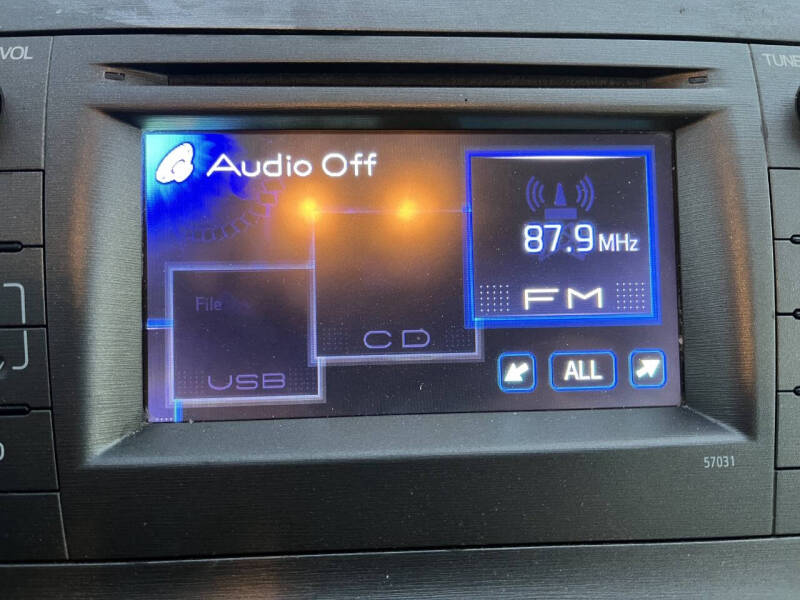 VOL
TUNE
Audio Off
87.9 MHz
FM
File
CD
USB
ALL
57031